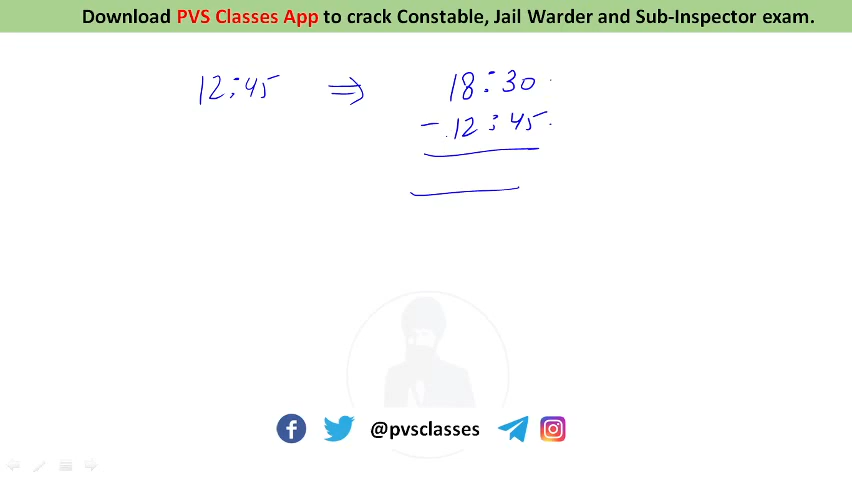 Download PVS Classes App to crack Constable, Jail Warder and Sub-Inspector exam.
12:45 ⇒ 18:30
- 12:45
@pvsclasses